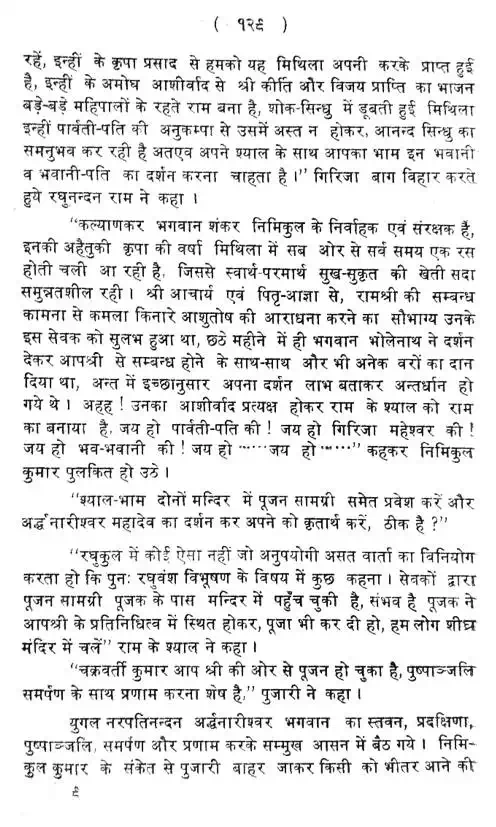 ( १२९ )
रहें, इन्हीं के कृपा प्रसाद से हमको यह मिथिला अपनी करके प्राप्त हुई
है, इन्हीं के अमोघ आशीर्वाद से श्री कीर्ति और विजय प्राप्ति का भाजन
बड़े-बड़े महिपालों के रहते राम बना है, शोक-सिन्धु में डूबती हुई मिथिला
इन्हीं पार्वती-पति की अनुकम्पा से उसमें अस्त न होकर, आनन्द सिन्धु का
समनुभव कर रही है अतएव अपने श्याल के साथ आपका भाम इन भवानी
व भवानी-पति का दर्शन करना चाहता है।" गिरिजा बाग विहार करते
हुये रघुनन्दन राम ने कहा।
"कल्याणकर भगवान शंकर निमिकुल के निर्वाहक एवं संरक्षक हैं,
इनकी अहैतुकी कृपा की वर्षा मिथिला में सब ओर से सर्व समय एक रस
होती चली आ रही है, जिससे स्वार्थ-परमार्थ सुख-सुकृत की खेती सदा
समुन्नतशील रही। श्री आचार्य एवं पितृ-आज्ञा से, रामश्री की सम्बन्ध
कामना से कमला किनारे आशुतोष की आराधना करने का सौभाग्य उनके
इस सेवक को सुलभ हुआ था, छठे महीने में ही भगवान भोलेनाथ ने दर्शन
देकर आपश्री से सम्बन्ध होने के साथ-साथ और भी अनेक वरों का दान
दिया था, अन्त में इच्छानुसार अपना दर्शन लाभ बताकर अन्तर्धान हो
गये थे। अहह! उनका आशीर्वाद प्रत्यक्ष होकर राम के श्याल को राम
का बनाया है, जय हो पार्वती-पति की! जय हो गिरिजा महेश्वर की!
जय हो भव-भवानी की! जय हो ......जय हो ......" कहकर निमिकुल
कुमार पुलकित हो उठे।
"श्याल-भाम दोनों मन्दिर में पूजन सामग्री समेत प्रवेश करें और
अर्द्धनारीश्वर महादेव का दर्शन कर अपने को कृतार्थ करें, ठीक है?"
"रघुकुल में कोई ऐसा नहीं जो अनुपयोगी असत वार्ता का विनियोग
करता हो कि पुनः रघुवंश विभूषण के विषय में कुछ कहना। सेवकों द्वारा
पूजन सामग्री पूजक के पास मन्दिर में पहुँच चुकी है, संभव है पूजक ने
आपश्री के प्रतिनिधित्व में स्थित होकर, पूजा भी कर दी हो, हम लोग शीघ्र
मंदिर में चलें" राम के श्याल ने कहा।
"चक्रवर्ती कुमार आप श्री की ओर से पूजन हो चुका है, पुष्पाञ्जलि
समर्पण के साथ प्रणाम करना शेष है," पुजारी ने कहा।
युगल नरपतिनन्दन अर्द्धनारीश्वर भगवान का स्तवन, प्रदक्षिणा,
पुष्पाञ्जलि, समर्पण और प्रणाम करके सम्मुख आसन में बैठ गये। निमि-
कुल कुमार के संकेत से पुजारी बाहर जाकर किसी को भीतर आने की
९